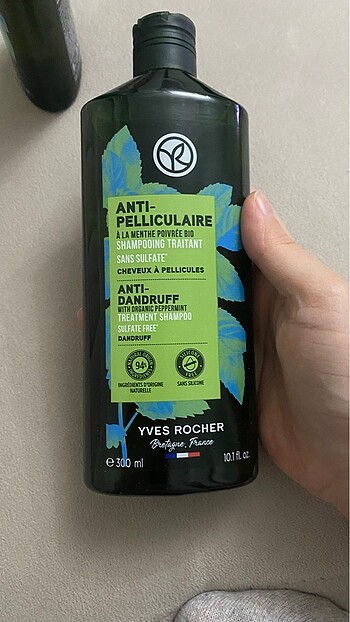 ANTI-
PELLICULAIRE
À LA MENTHE POIVRÉE BIO
SHAMPOOING TRAITANT
SANS SULFATE*
CHEVEUX À PELLICULES
ANTI-
DANDRUFF
WITH ORGANIC PEPPERMINT
TREATMENT SHAMPOO
SULFATE FREE*
DANDRUFF
94%
SILICONE
FREE
INGRÉDIENTS D'ORIGINE
NATURELLE
SANS SILICONE
YVES ROCHER
Bretagne, France
e 300 ml
10.1 fl. oz.